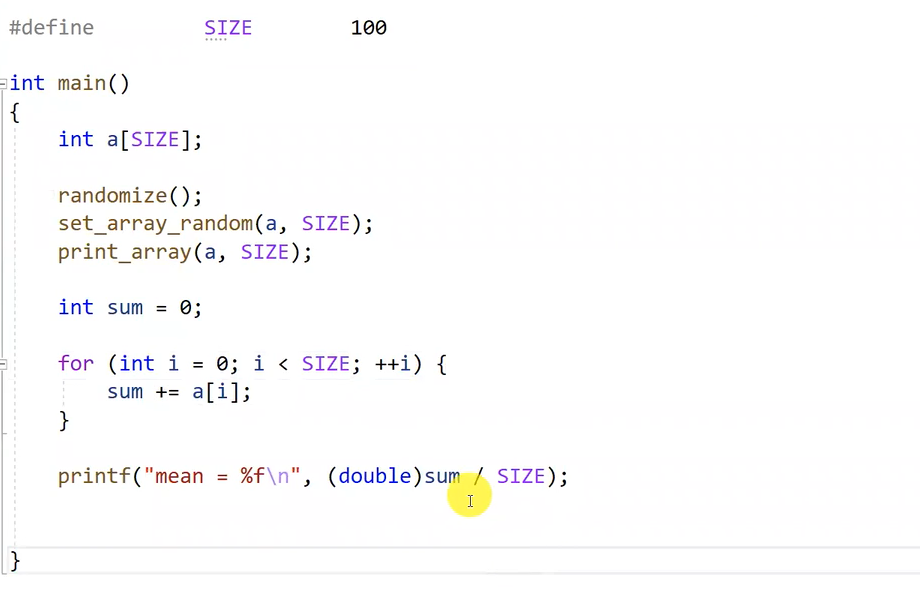 #define SIZE 100
int main()
{
int a[SIZE];
randomize();
set_array_random(a, SIZE);
print_array(a, SIZE);
int sum = 0;
for (int i = 0; i < SIZE; ++i) {
sum += a[i];
}
printf("mean = %f\n", (double)sum / SIZE);
}